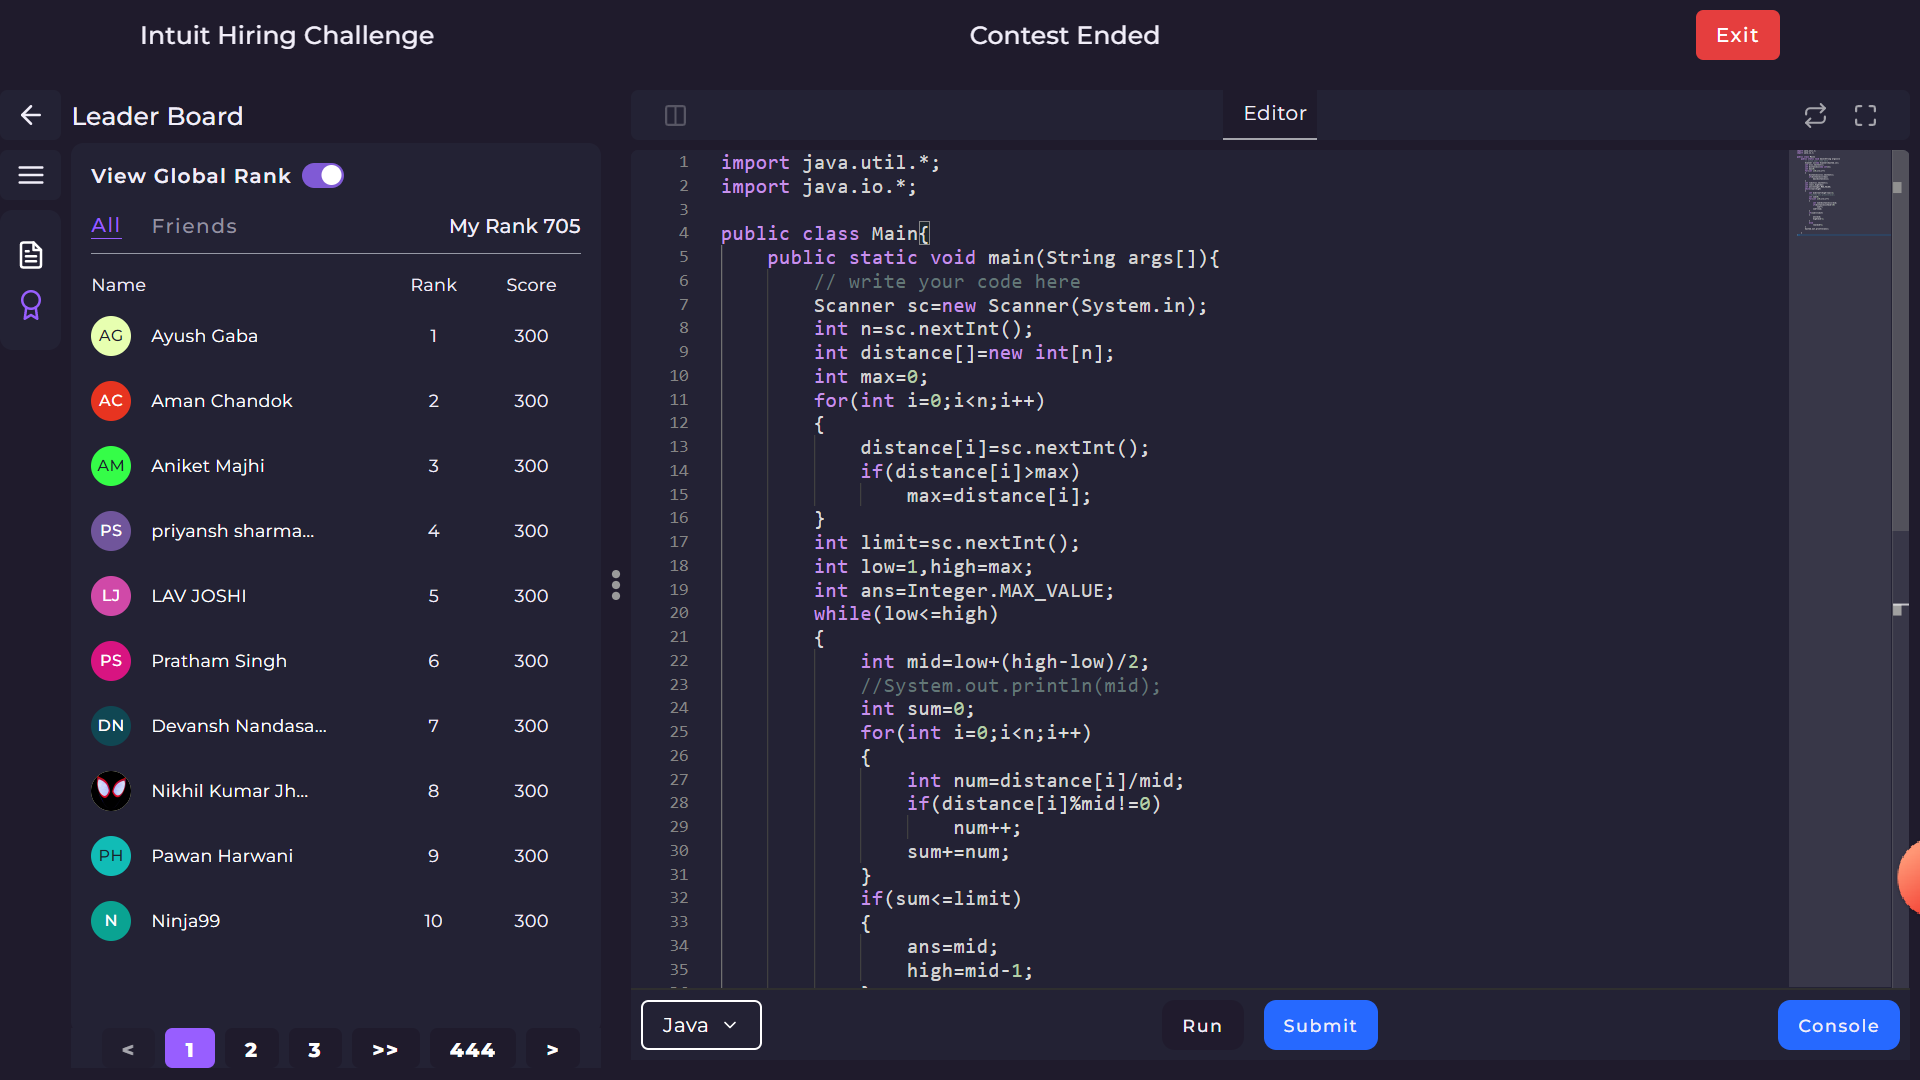 Intuit Hiring Challenge
Contest Ended
Exit
Leader Board
View Global Rank
All Friends My Rank 705
Name Rank Score
AG Ayush Gaba 1 300
AC Aman Chandok 2 300
AM Aniket Majhi 3 300
PS priyansh sharma... 4 300
LJ LAV JOSHI 5 300
PS Pratham Singh 6 300
DN Devansh Nandasa... 7 300
Nikhil Kumar Jh... 8 300
PH Pawan Harwani 9 300
N Ninja99 10 300
< 1 2 3 >> 444 >
Editor
1 import java.util.*;
2 import java.io.*;
3
4 public class Main{
5 public static void main(String args[]){
6 // write your code here
7 Scanner sc=new Scanner(System.in);
8 int n=sc.nextInt();
9 int distance[]=new int[n];
10 int max=0;
11 for(int i=0;i<n;i++)
12 {
13 distance[i]=sc.nextInt();
14 if(distance[i]>max)
15 max=distance[i];
16 }
17 int limit=sc.nextInt();
18 int low=1,high=max;
19 int ans=Integer.MAX_VALUE;
20 while(low<=high)
21 {
22 int mid=low+(high-low)/2;
23 //System.out.println(mid);
24 int sum=0;
25 for(int i=0;i<n;i++)
26 {
27 int num=distance[i]/mid;
28 if(distance[i]%mid!=0)
29 num++;
30 sum+=num;
31 }
32 if(sum<=limit)
33 {
34 ans=mid;
35 high=mid-1;
Java
Run
Submit
Console